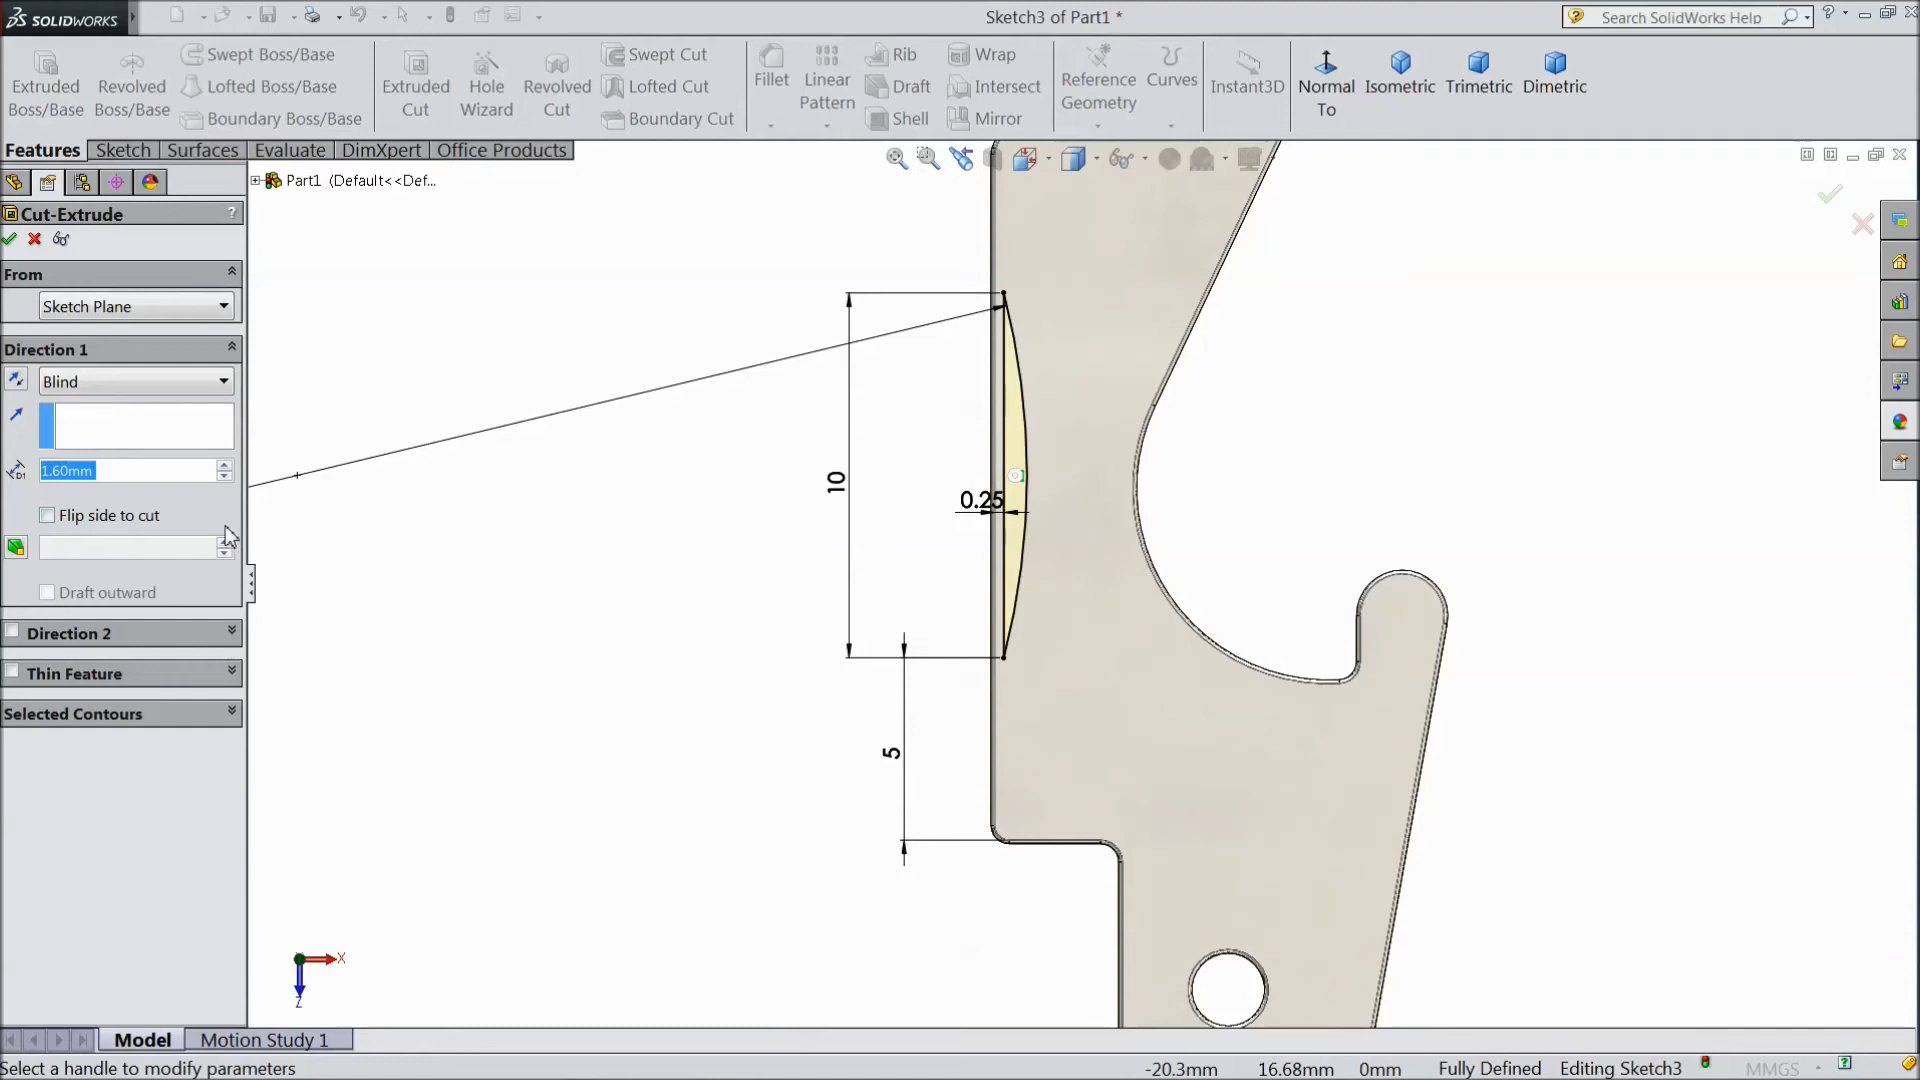 SOLIDWORKS
Sketch3 of Part1 *
Search SolidWorks Help
Extruded Boss/Base
Revolved Boss/Base
Swept Boss/Base
Lofted Boss/Base
Boundary Boss/Base
Extruded Cut
Hole Wizard
Revolved Cut
Swept Cut
Lofted Cut
Boundary Cut
Fillet
Linear Pattern
Rib
Draft
Shell
Wrap
Intersect
Mirror
Reference Geometry
Curves
Instant3D
Normal To
Isometric
Trimetric
Dimetric
Features
Sketch
Surfaces
Evaluate
DimXpert
Office Products
Part1 (Default<<Def...
Cut-Extrude
?
From
Sketch Plane
Direction 1
Blind
D1
1.60mm
Flip side to cut
Draft outward
Direction 2
Thin Feature
Selected Contours
10
0.25
5
X
Z
Model
Motion Study 1
Select a handle to modify parameters
-20.3mm
16.68mm
0mm
Fully Defined
Editing Sketch3
MMGS
?